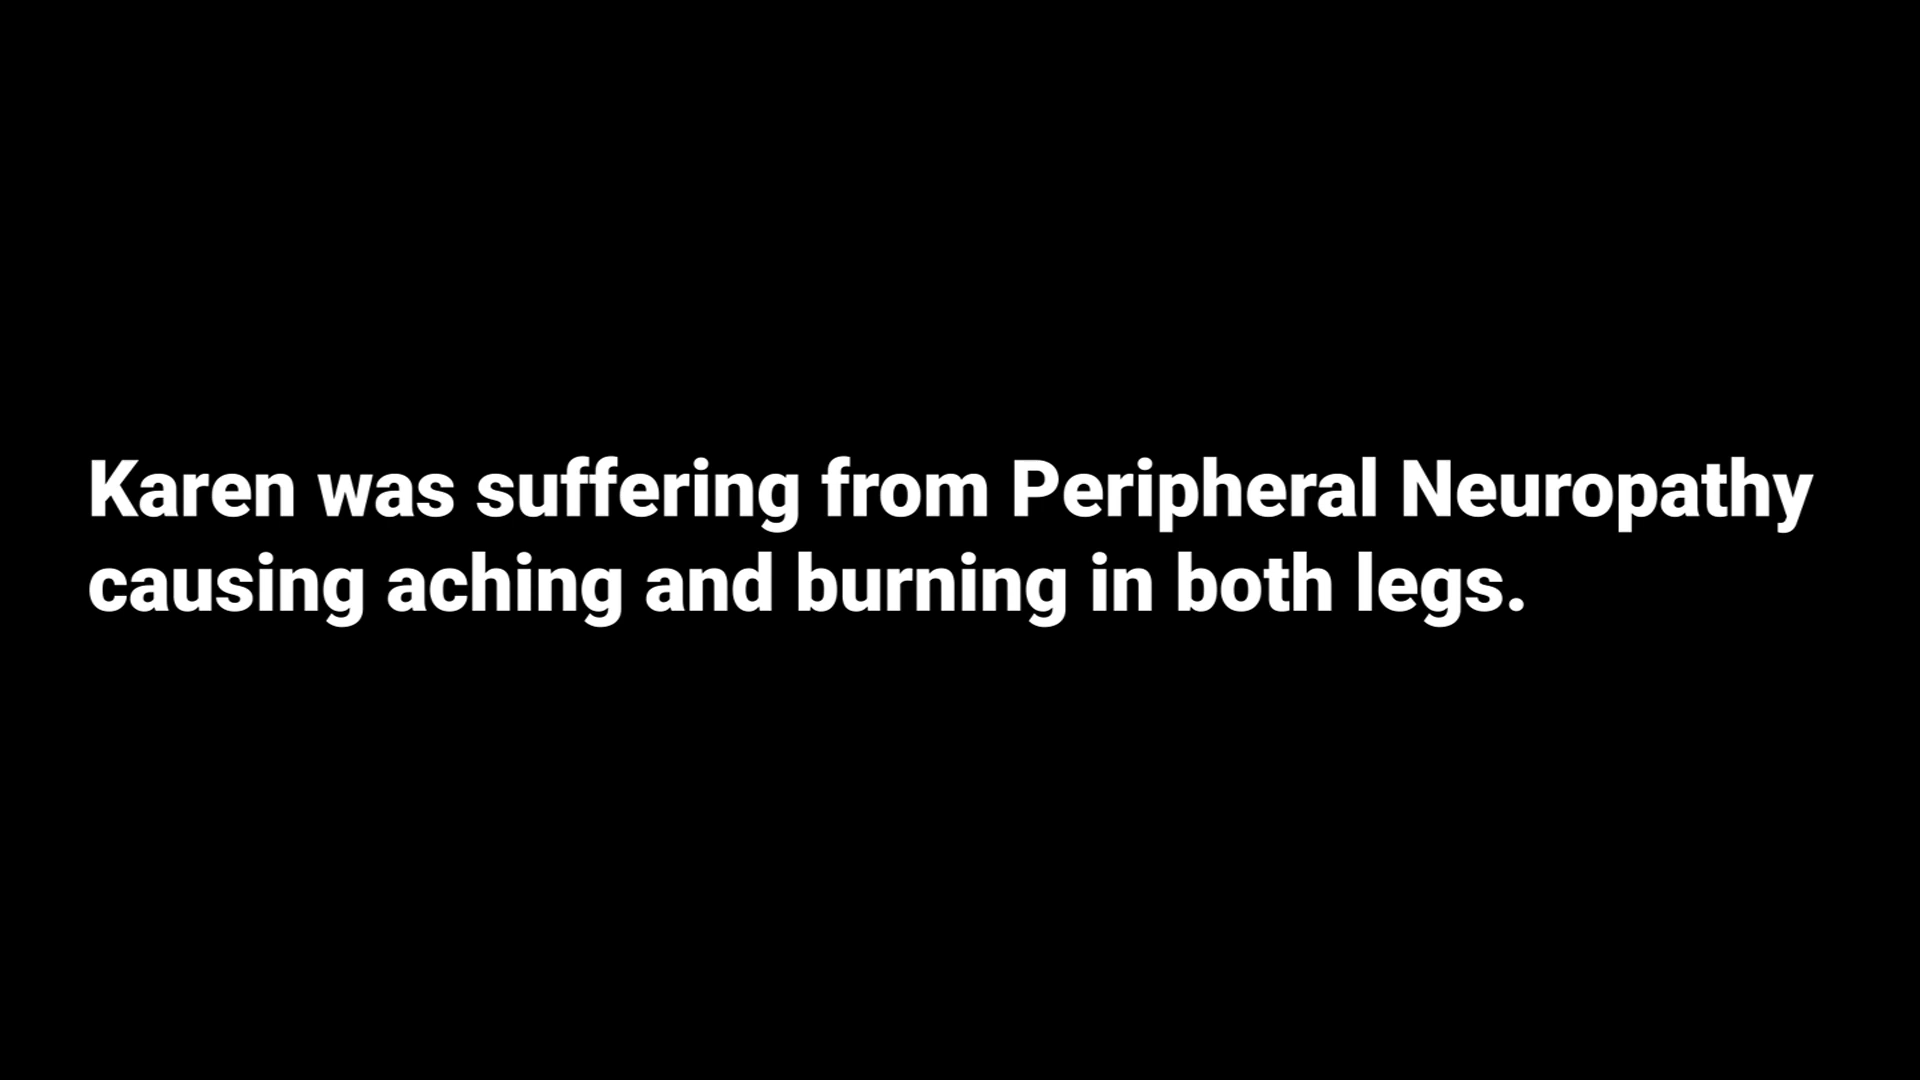 Karen was suffering from Peripheral Neuropathy
causing aching and burning in both legs.